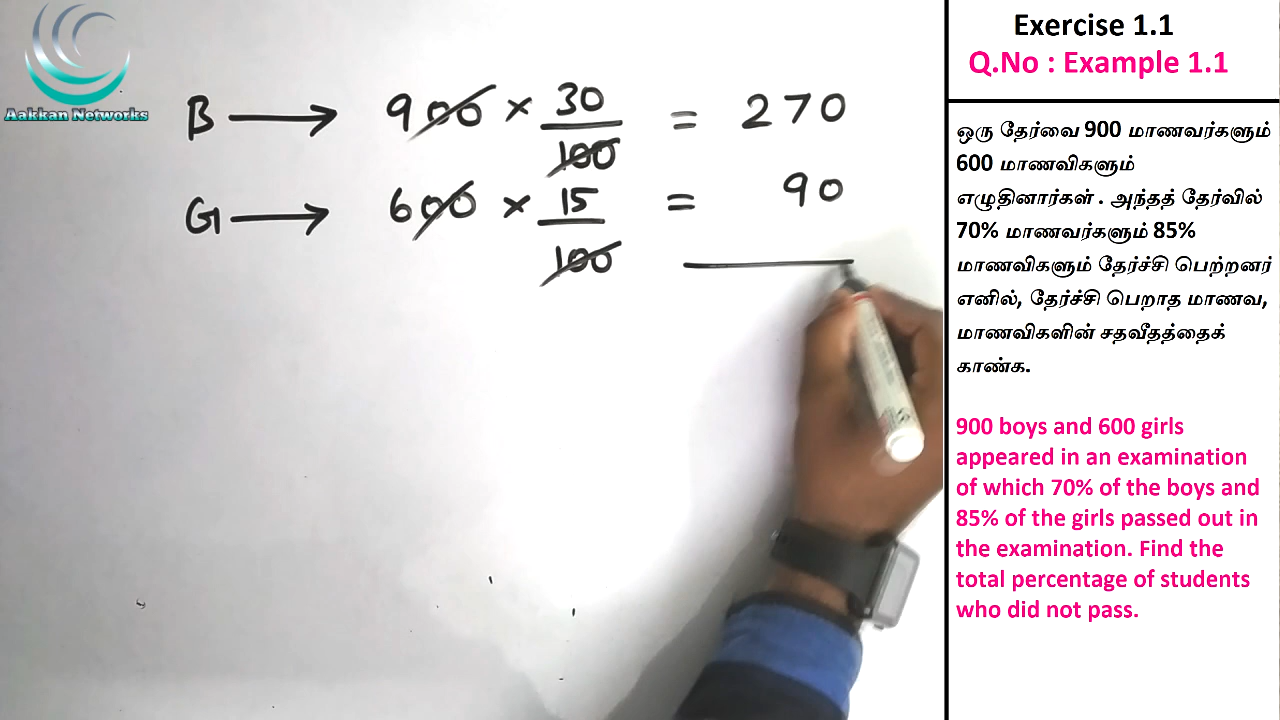 Aakkan Networks
B → 900 × 30/100 = 270
G → 600 × 15/100 = 90
Exercise 1.1
Q.No : Example 1.1
ஒரு தேர்வை 900 மாணவர்களும்
600 மாணவிகளும்
எழுதினார்கள் . அந்தத் தேர்வில்
70% மாணவர்களும் 85%
மாணவிகளும் தேர்ச்சி பெற்றனர்
எனில், தேர்ச்சி பெறாத மாணவ,
மாணவிகளின் சதவீதத்தைக்
காண்க.
900 boys and 600 girls
appeared in an examination
of which 70% of the boys and
85% of the girls passed out in
the examination. Find the
total percentage of students
who did not pass.